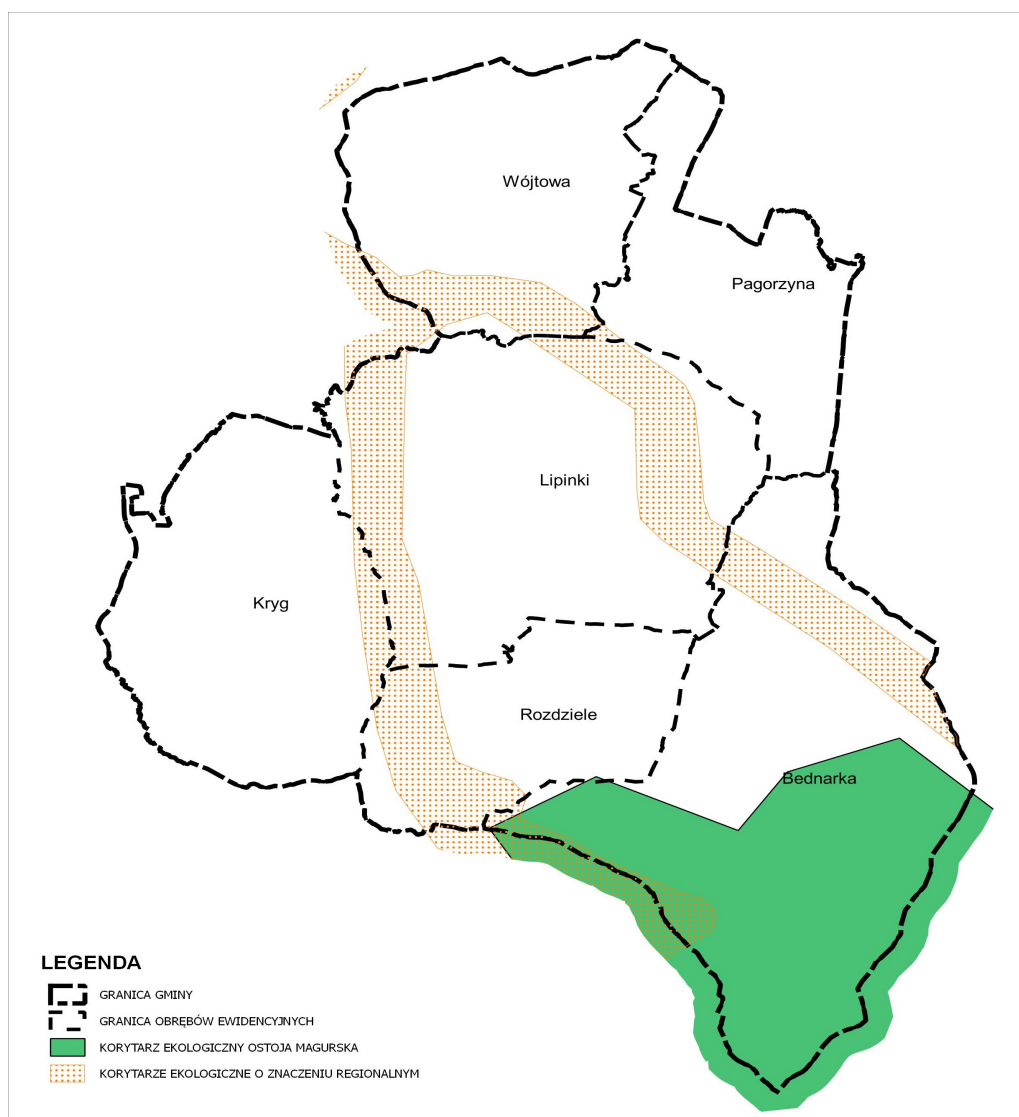 Wójtowa
Pagorzyna
Lipinki
Kryg
Rozdziele
Bednarka
LEGENDA
GRANICA GMINY
GRANICA OBRĘBÓW EWIDENCYJNYCH
KORYTARZ EKOLOGICZNY OSTOJA MAGURSKA
KORYTARZE EKOLOGICZNE O ZNACZENIU REGIONALNYM